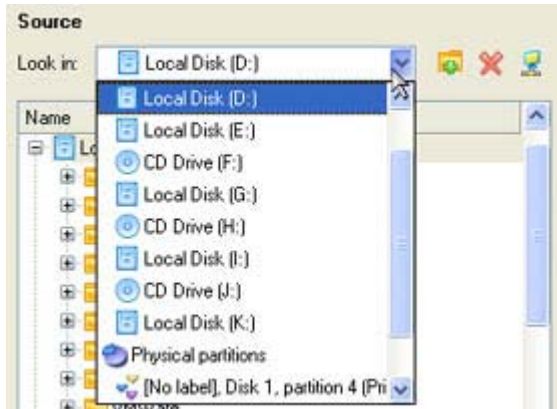 Source
Look in:
Local Disk (D:)
Local Disk (D:)
Name
Local Disk (E:)
CD Drive (F:)
Local Disk (G:)
CD Drive (H:)
Local Disk (I:)
CD Drive (J:)
Local Disk (K:)
Physical partitions
[No label], Disk 1, partition 4 (Pri